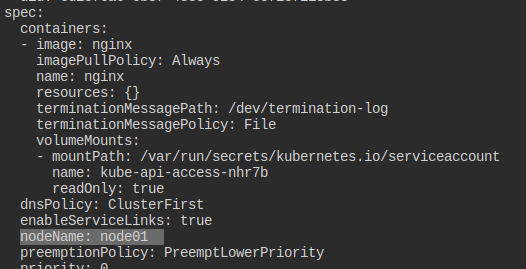 spec:
  containers:
  - image: nginx
    imagePullPolicy: Always
    name: nginx
    resources: {}
    terminationMessagePath: /dev/termination-log
    terminationMessagePolicy: File
    volumeMounts:
    - mountPath: /var/run/secrets/kubernetes.io/serviceaccount
      name: kube-api-access-nhr7b
      readOnly: true
  dnsPolicy: ClusterFirst
  enableServiceLinks: true
  nodeName: node01
  preemptionPolicy: PreemptLowerPriority
  priority: 0